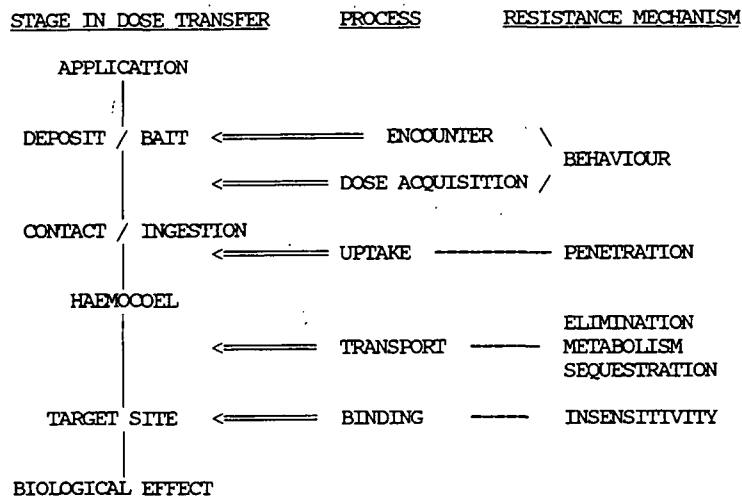 STAGE IN DOSE TRANSFER PROCESS RESISTANCE MECHANISM
APPLICATION
DEPOSIT / BAIT <====== ENCOUNTER \
BEHAVIOUR
<====== DOSE ACQUISITION /
CONTACT / INGESTION
<====== UPTAKE ------ PENETRATION
HAEMOCOEL
ELIMINATION
<====== TRANSPORT ------ METABOLISM
SEQUESTRATION
TARGET SITE <====== BINDING ------ INSENSITIVITY
BIOLOGICAL EFFECT